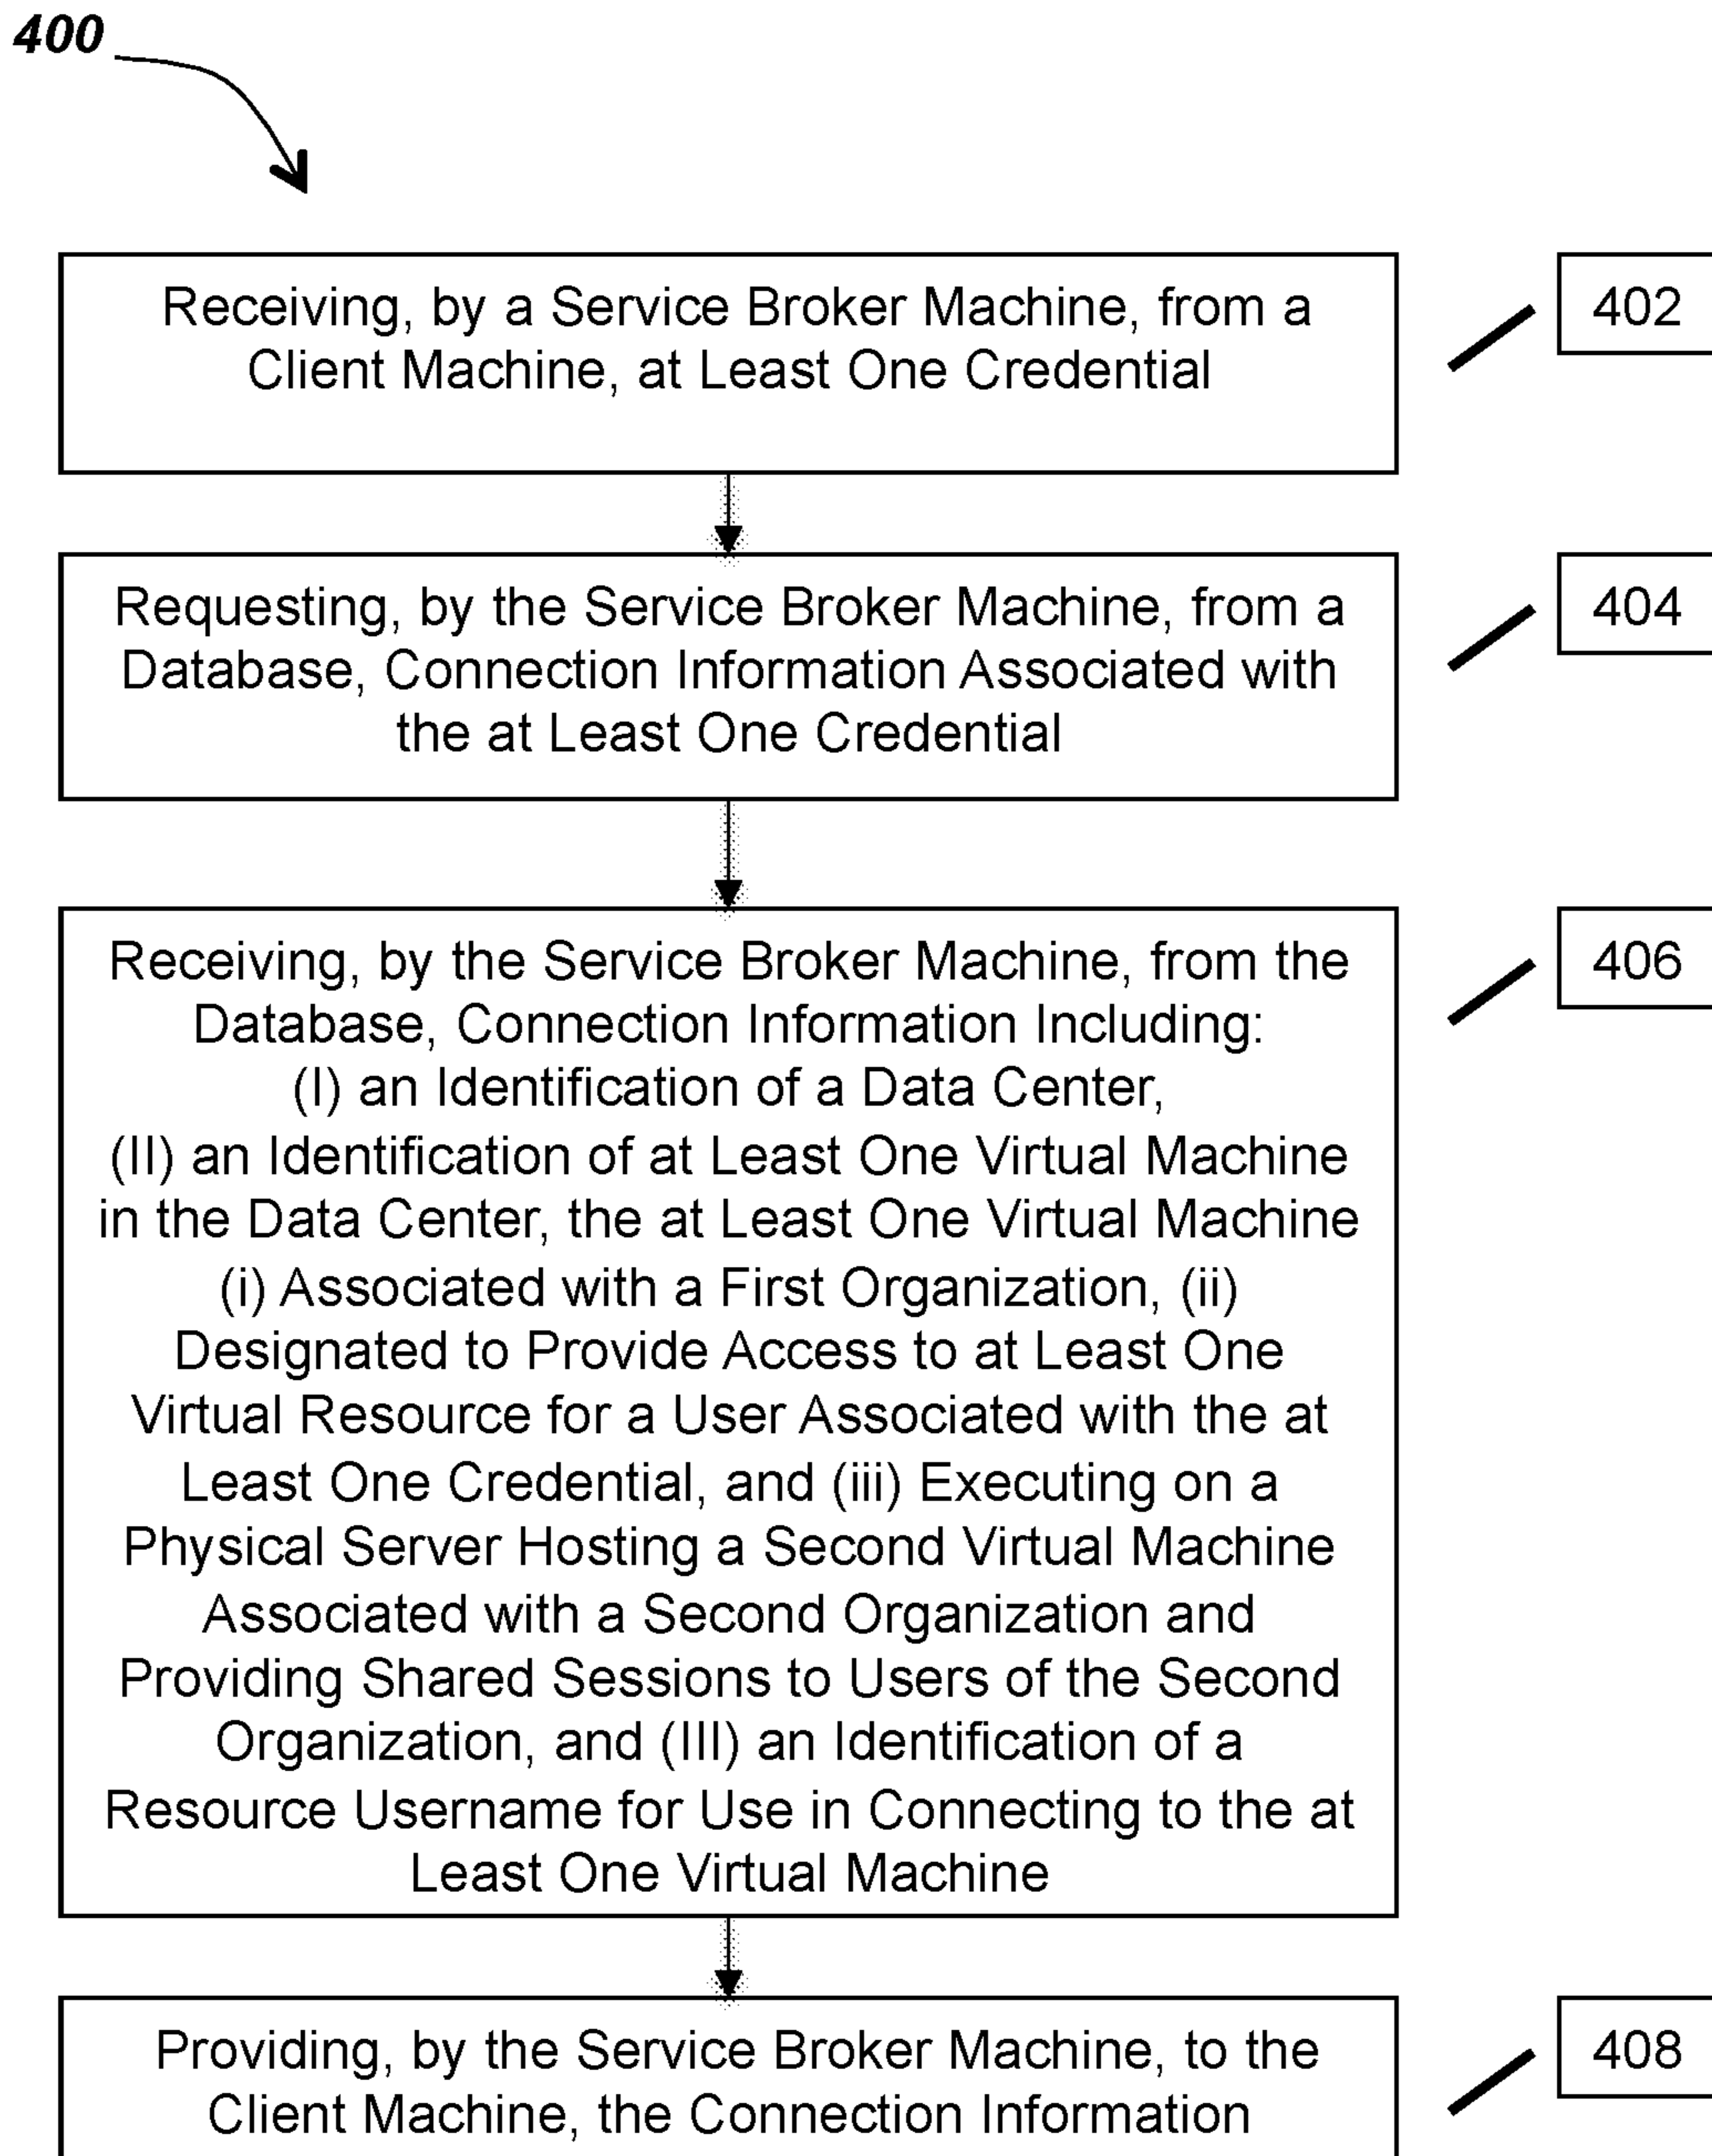 400
Receiving, by a Service Broker Machine, from a
Client Machine, at Least One Credential
402
Requesting, by the Service Broker Machine, from a
Database, Connection Information Associated with
the at Least One Credential
404
Receiving, by the Service Broker Machine, from the
Database, Connection Information Including:
(I) an Identification of a Data Center,
(II) an Identification of at Least One Virtual Machine
in the Data Center, the at Least One Virtual Machine
(i) Associated with a First Organization, (ii)
Designated to Provide Access to at Least One
Virtual Resource for a User Associated with the at
Least One Credential, and (iii) Executing on a
Physical Server Hosting a Second Virtual Machine
Associated with a Second Organization and
Providing Shared Sessions to Users of the Second
Organization, and (III) an Identification of a
Resource Username for Use in Connecting to the at
Least One Virtual Machine
406
Providing, by the Service Broker Machine, to the
Client Machine, the Connection Information
408